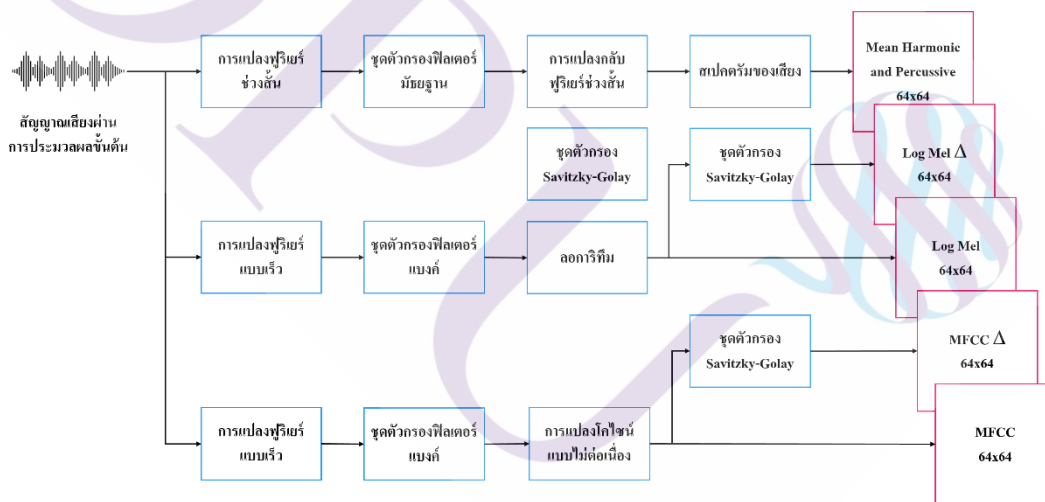 การแปลงฟูริเยร์
ช่วงสั้น
ชุดตัวกรองฟิลเตอร์
มัธยฐาน
การแปลงกลับ
ฟูริเยร์ช่วงสั้น
สเปคตรัมของเสียง
Mean Harmonic
and Percussive
64x64
สัญญาณเสียงผ่าน
การประมวลผลขั้นต้น
ชุดตัวกรอง
Savitzky-Golay
ชุดตัวกรอง
Savitzky-Golay
Log Mel Δ
64x64
การแปลงฟูริเยร์
แบบเร็ว
ชุดตัวกรองฟิลเตอร์
แบงค์
ลอการิทึม
Log Mel
64x64
ชุดตัวกรอง
Savitzky-Golay
MFCC Δ
64x64
การแปลงฟูริเยร์
แบบเร็ว
ชุดตัวกรองฟิลเตอร์
แบงค์
การแปลงโคไซน์
แบบไม่ต่อเนื่อง
MFCC
64x64